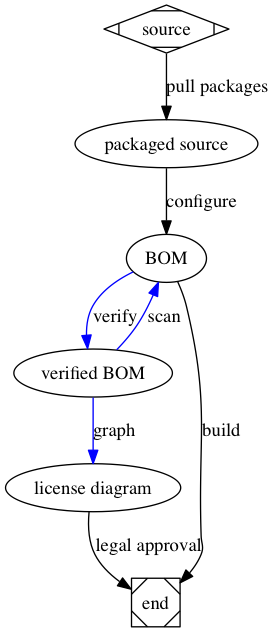 source
pull packages
packaged source
configure
BOM
verify
scan
verified BOM
graph
build
license diagram
legal approval
end